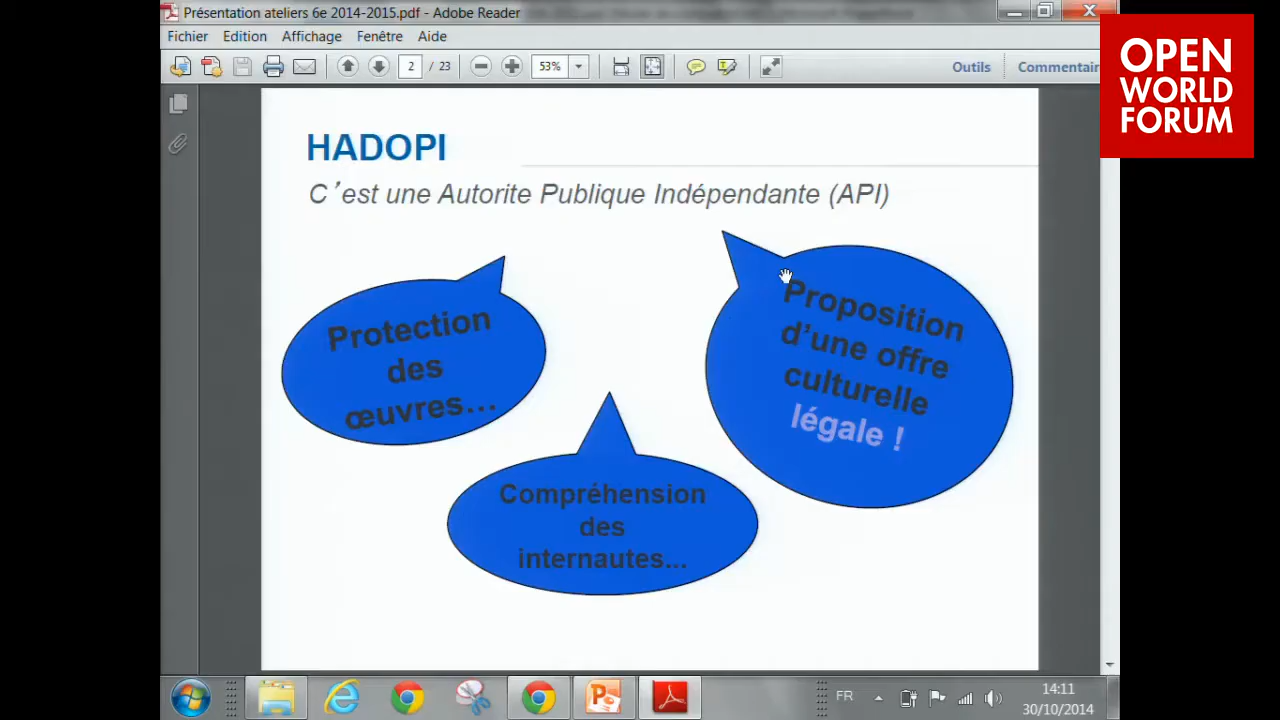 Présentation ateliers 6e 2014-2015.pdf - Adobe Reader
Fichier Edition Affichage Fenêtre Aide
2 / 23 53% Outils Commentair
OPEN
WORLD
FORUM
HADOPI
C'est une Autorite Publique Indépendante (API)
Protection
des
œuvres...
Proposition
d'une offre
culturelle
légale !
Compréhension
des
internautes...
FR
14:11
30/10/2014